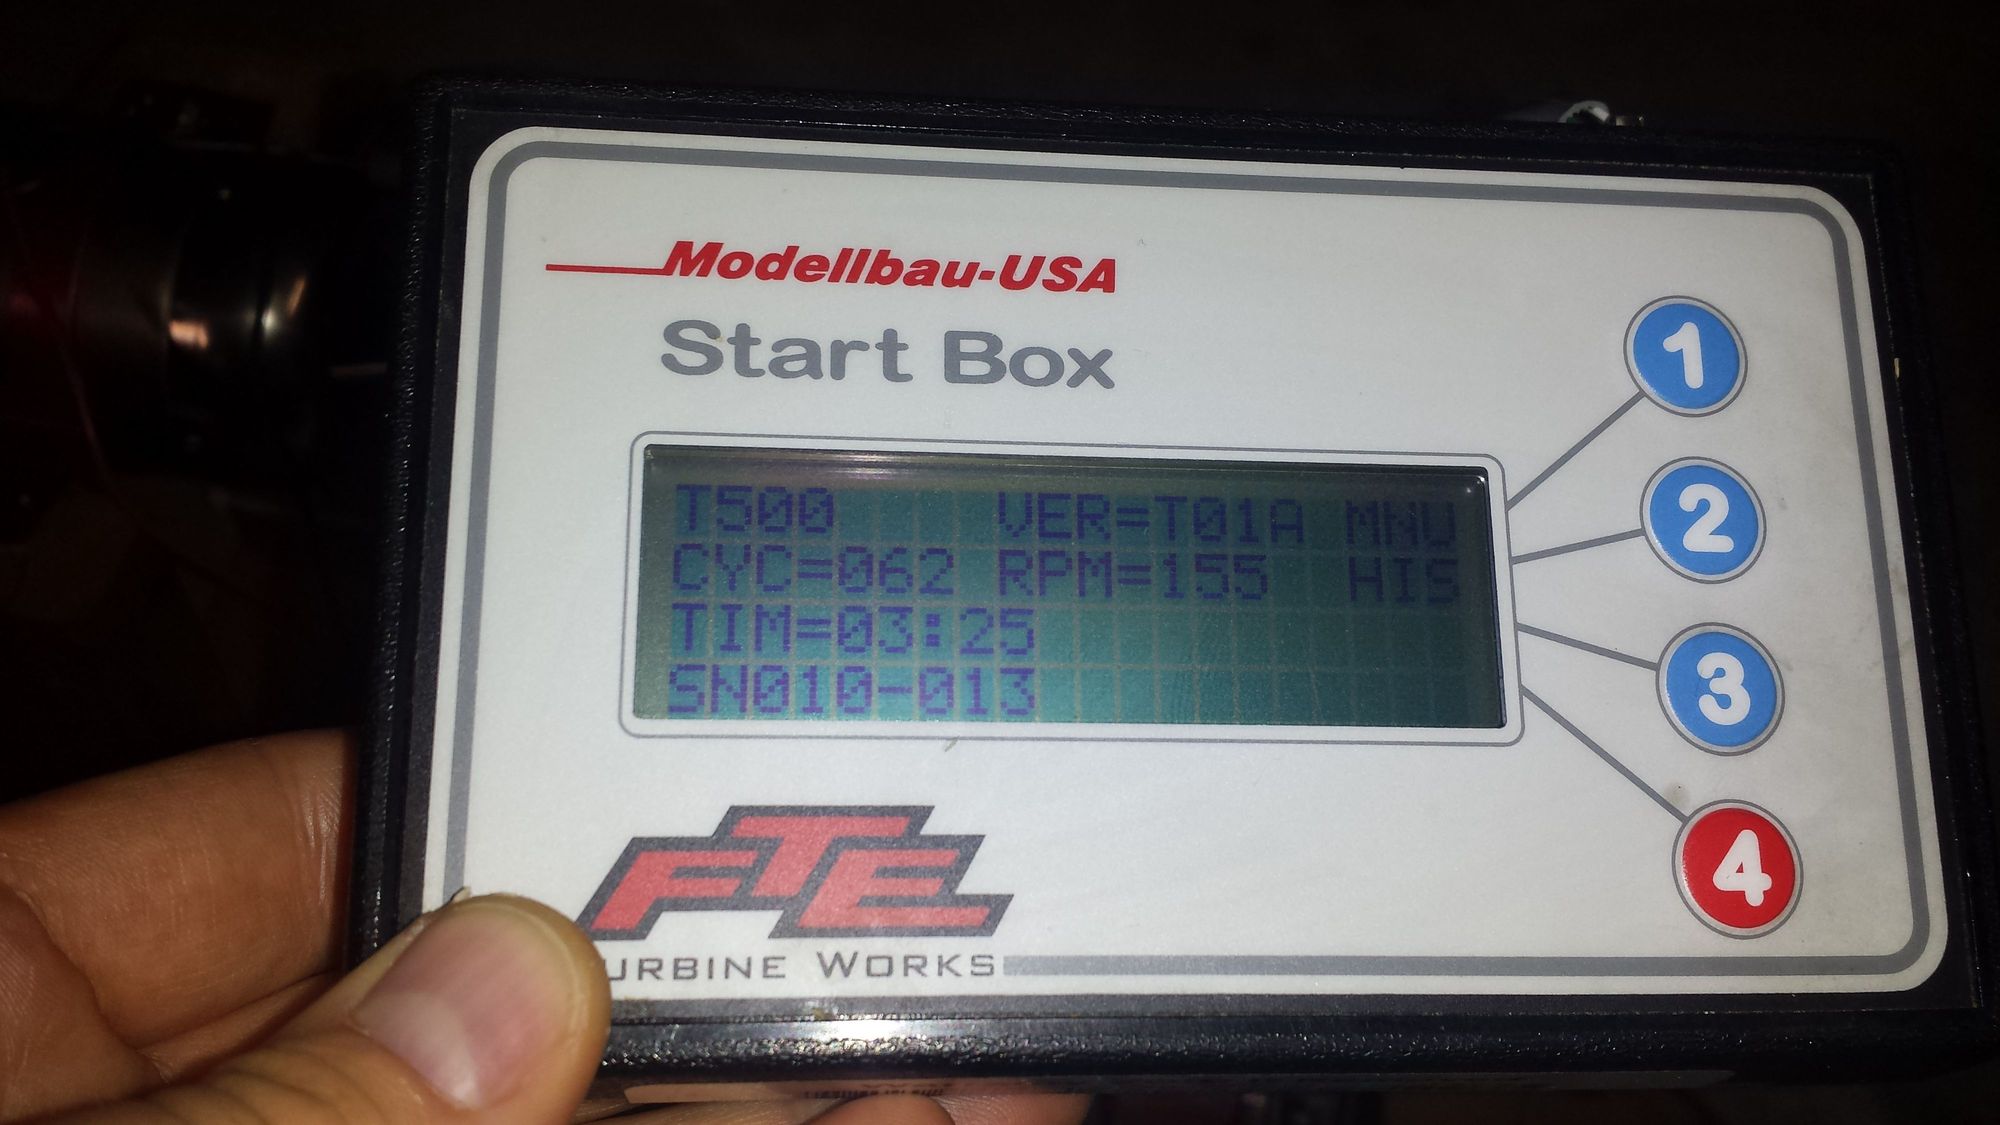 Modellbau-USA
Start Box
T500 VER=T01A MNU
CYC=062 RPM=155 HIS
TIM=03:25
SN010-013
1
2
3
4
FTE
URBINE WORKS